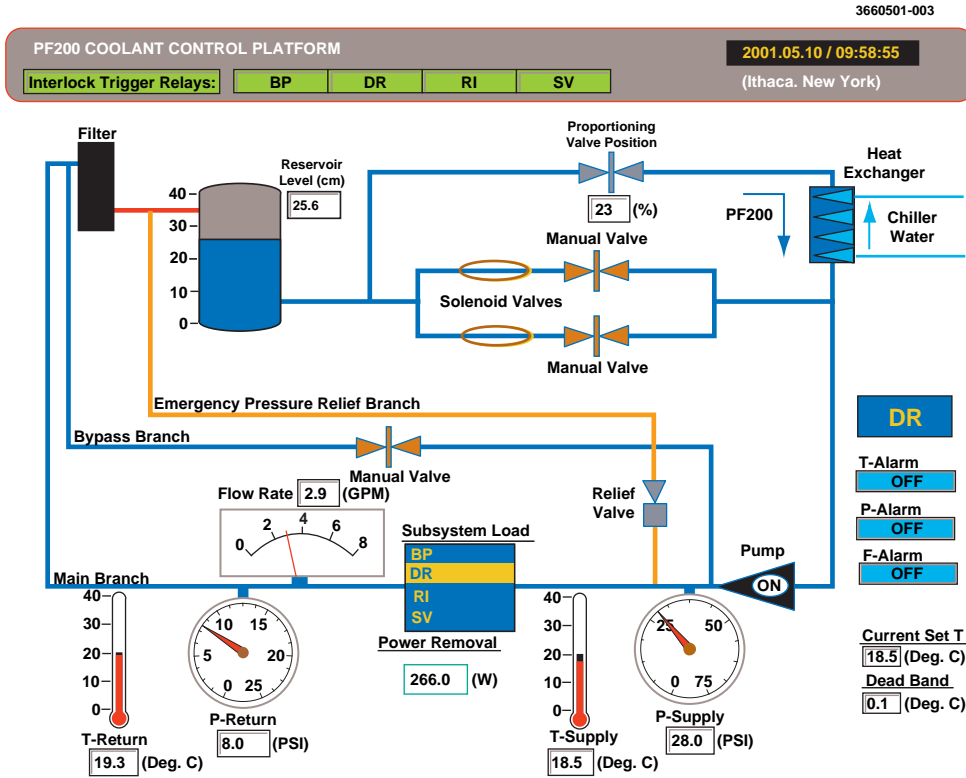 3660501-003
PF200 COOLANT CONTROL PLATFORM
2001.05.10 / 09:58:55
Interlock Trigger Relays: BP DR RI SV
(Ithaca. New York)
Filter
Reservoir
Level (cm)
25.6
40
30
20
10
0
Proportioning
Valve Position
23 (%)
Heat
Exchanger
PF200
Chiller
Water
Manual Valve
Solenoid Valves
Manual Valve
Emergency Pressure Relief Branch
Bypass Branch
Manual Valve
DR
T-Alarm
OFF
P-Alarm
OFF
F-Alarm
OFF
Flow Rate 2.9 (GPM)
0 2 4 6 8
Relief
Valve
Subsystem Load
BP
DR
RI
SV
Pump
ON
Main Branch
40
30
20
10
0
T-Return
19.3 (Deg. C)
0 5 10 15 20 25
P-Return
8.0 (PSI)
Power Removal
266.0 (W)
40
30
20
10
0
T-Supply
18.5 (Deg. C)
0 25 50 75
P-Supply
28.0 (PSI)
Current Set T
18.5 (Deg. C)
Dead Band
0.1 (Deg. C)